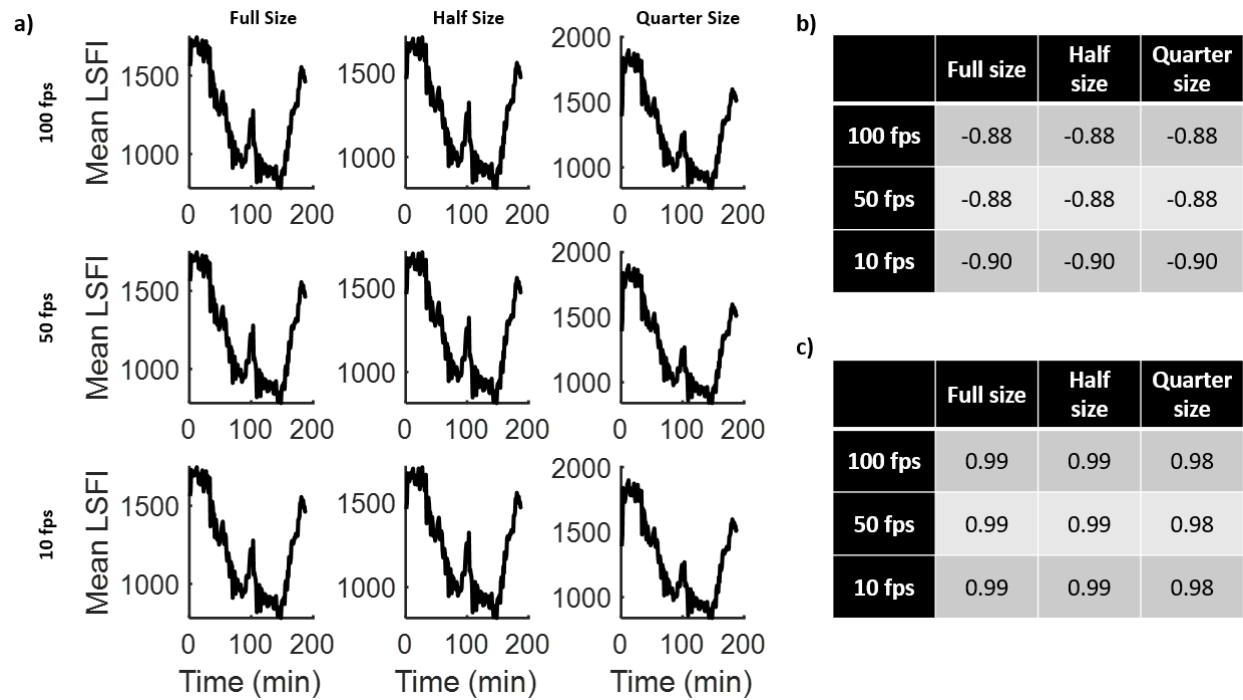 a)
Full Size
Half Size
Quarter Size
100 fps
Mean LSFI
1500
1000
0 100 200
1500
1000
0 100 200
2000
1500
1000
0 100 200
50 fps
Mean LSFI
1500
1000
0 100 200
1500
1000
0 100 200
2000
1500
1000
0 100 200
10 fps
Mean LSFI
1500
1000
0 100 200
Time (min)
1500
1000
0 100 200
Time (min)
2000
1500
1000
0 100 200
Time (min)
b)
Full size Half size Quarter size
100 fps -0.88 -0.88 -0.88
50 fps -0.88 -0.88 -0.88
10 fps -0.90 -0.90 -0.90
c)
Full size Half size Quarter size
100 fps 0.99 0.99 0.98
50 fps 0.99 0.99 0.98
10 fps 0.99 0.99 0.98